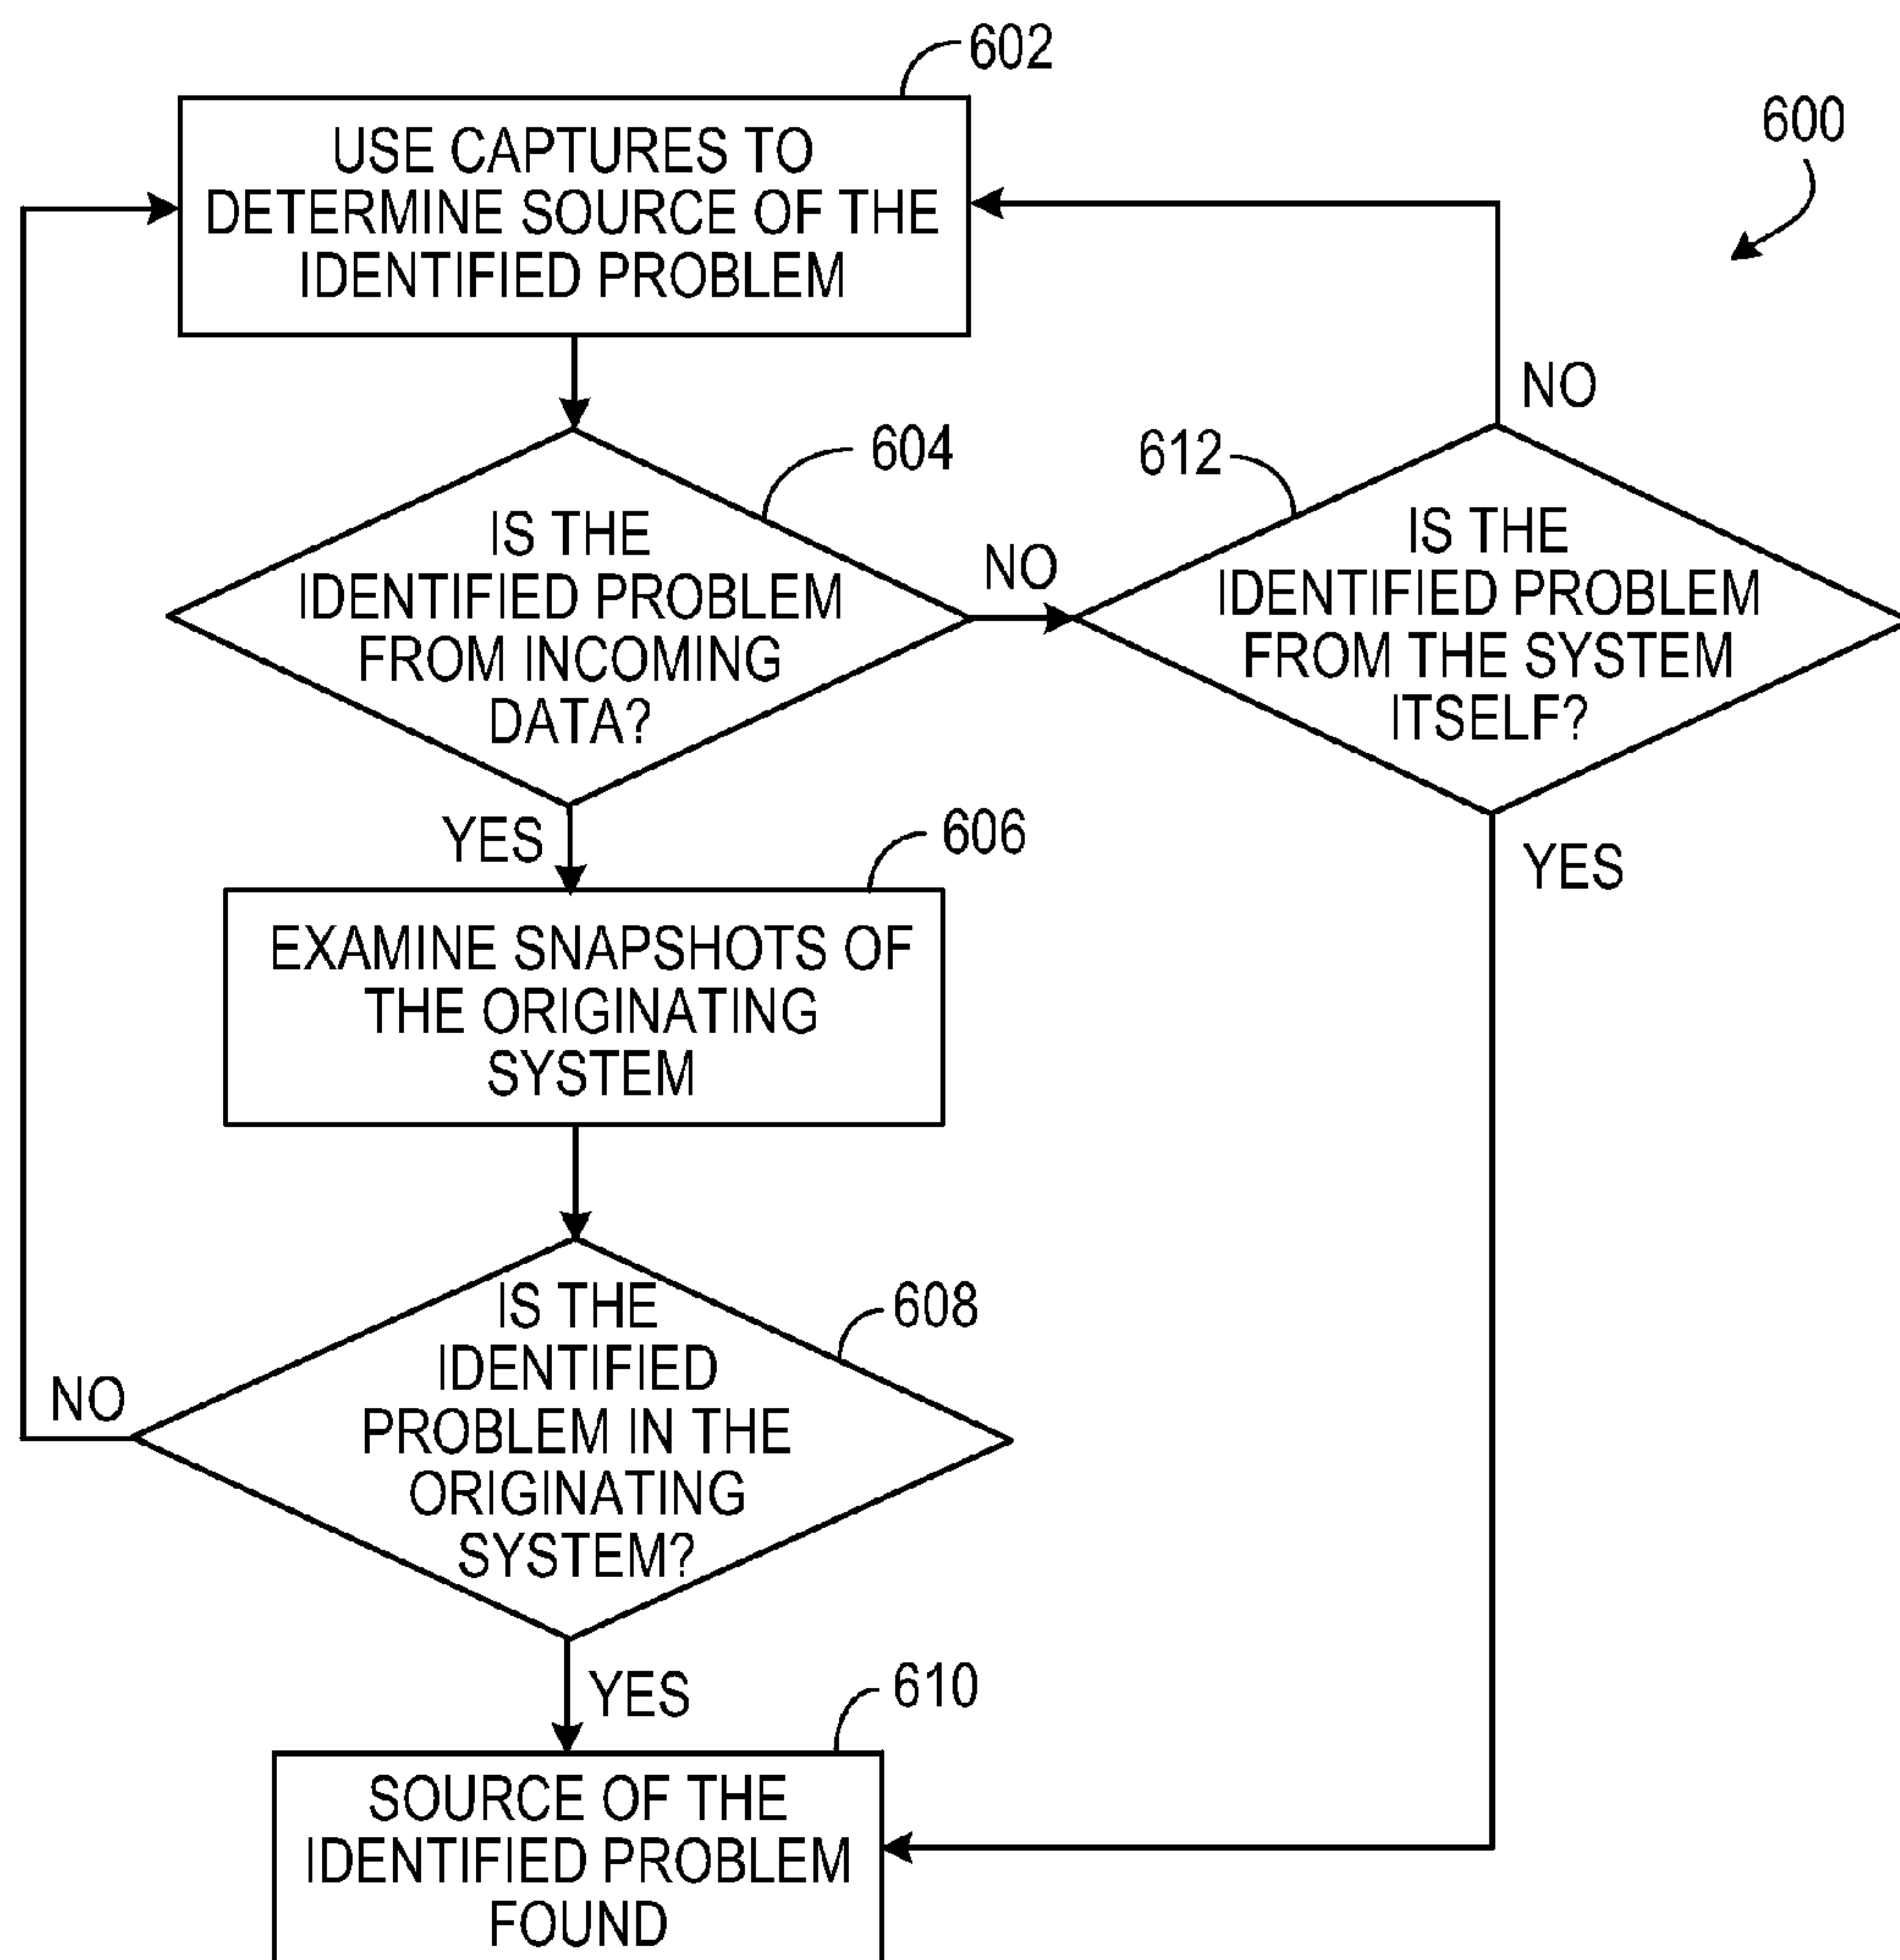 602
600
USE CAPTURES TO
DETERMINE SOURCE OF THE
IDENTIFIED PROBLEM
NO
604
612
IS THE
IDENTIFIED PROBLEM
FROM INCOMING
DATA?
NO
IS THE
IDENTIFIED PROBLEM
FROM THE SYSTEM
ITSELF?
YES
606
YES
EXAMINE SNAPSHOTS OF
THE ORIGINATING
SYSTEM
608
IS THE
IDENTIFIED
PROBLEM IN THE
ORIGINATING
SYSTEM?
NO
YES
610
SOURCE OF THE
IDENTIFIED PROBLEM
FOUND